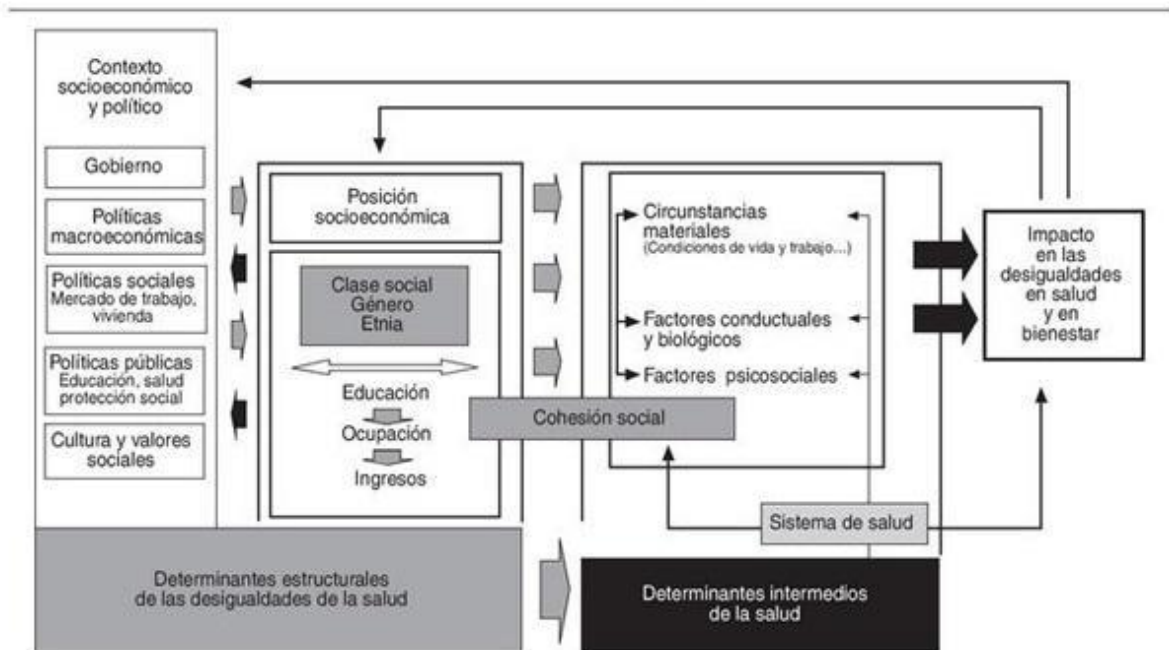 Contexto
socioeconómico
y político
Gobierno
Políticas
macroeconómicas
Políticas sociales
Mercado de trabajo,
vivienda
Políticas públicas
Educación, salud
protección social
Cultura y valores
sociales
Posición
socioeconómica
Clase social
Género
Etnia
Educación
Ocupación
Ingresos
Cohesión social
Circunstancias
materiales
(Condiciones de vida y trabajo...)
Factores conductuales
y biológicos
Factores psicosociales
Sistema de salud
Impacto
en las
desigualdades
en salud
y en
bienestar
Determinantes estructurales
de las desigualdades de la salud
Determinantes intermedios
de la salud